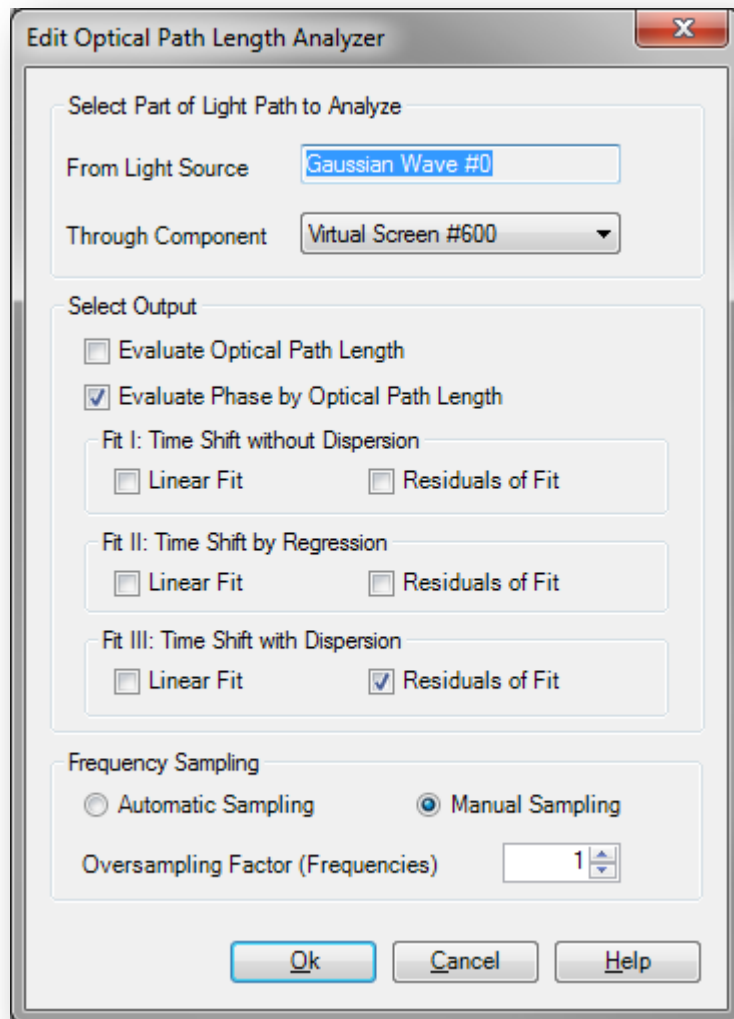 Edit Optical Path Length Analyzer
Select Part of Light Path to Analyze
From Light Source Gaussian Wave #0
Through Component Virtual Screen #600
Select Output
Evaluate Optical Path Length
Evaluate Phase by Optical Path Length
Fit I: Time Shift without Dispersion
Linear Fit Residuals of Fit
Fit II: Time Shift by Regression
Linear Fit Residuals of Fit
Fit III: Time Shift with Dispersion
Linear Fit Residuals of Fit
Frequency Sampling
Automatic Sampling Manual Sampling
Oversampling Factor (Frequencies) 1
Ok Cancel Help